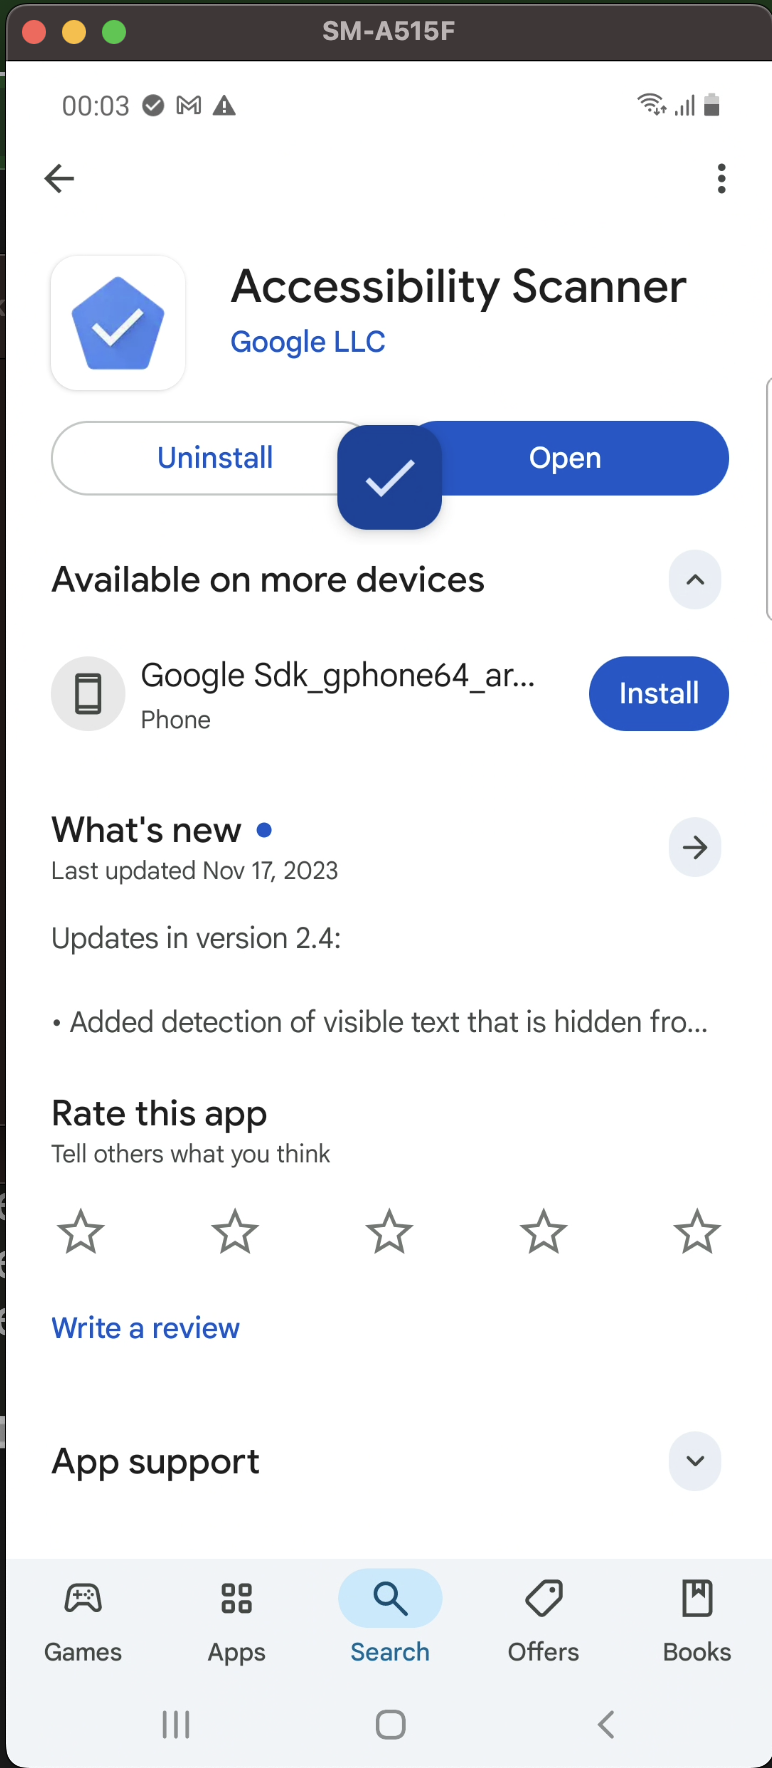 SM-A515F
00:03
Accessibility Scanner
Google LLC
Uninstall
Open
Available on more devices
Google Sdk_gphone64_ar...
Phone
Install
What's new
Last updated Nov 17, 2023
Updates in version 2.4:
• Added detection of visible text that is hidden fro...
Rate this app
Tell others what you think
Write a review
App support
Games
Apps
Search
Offers
Books